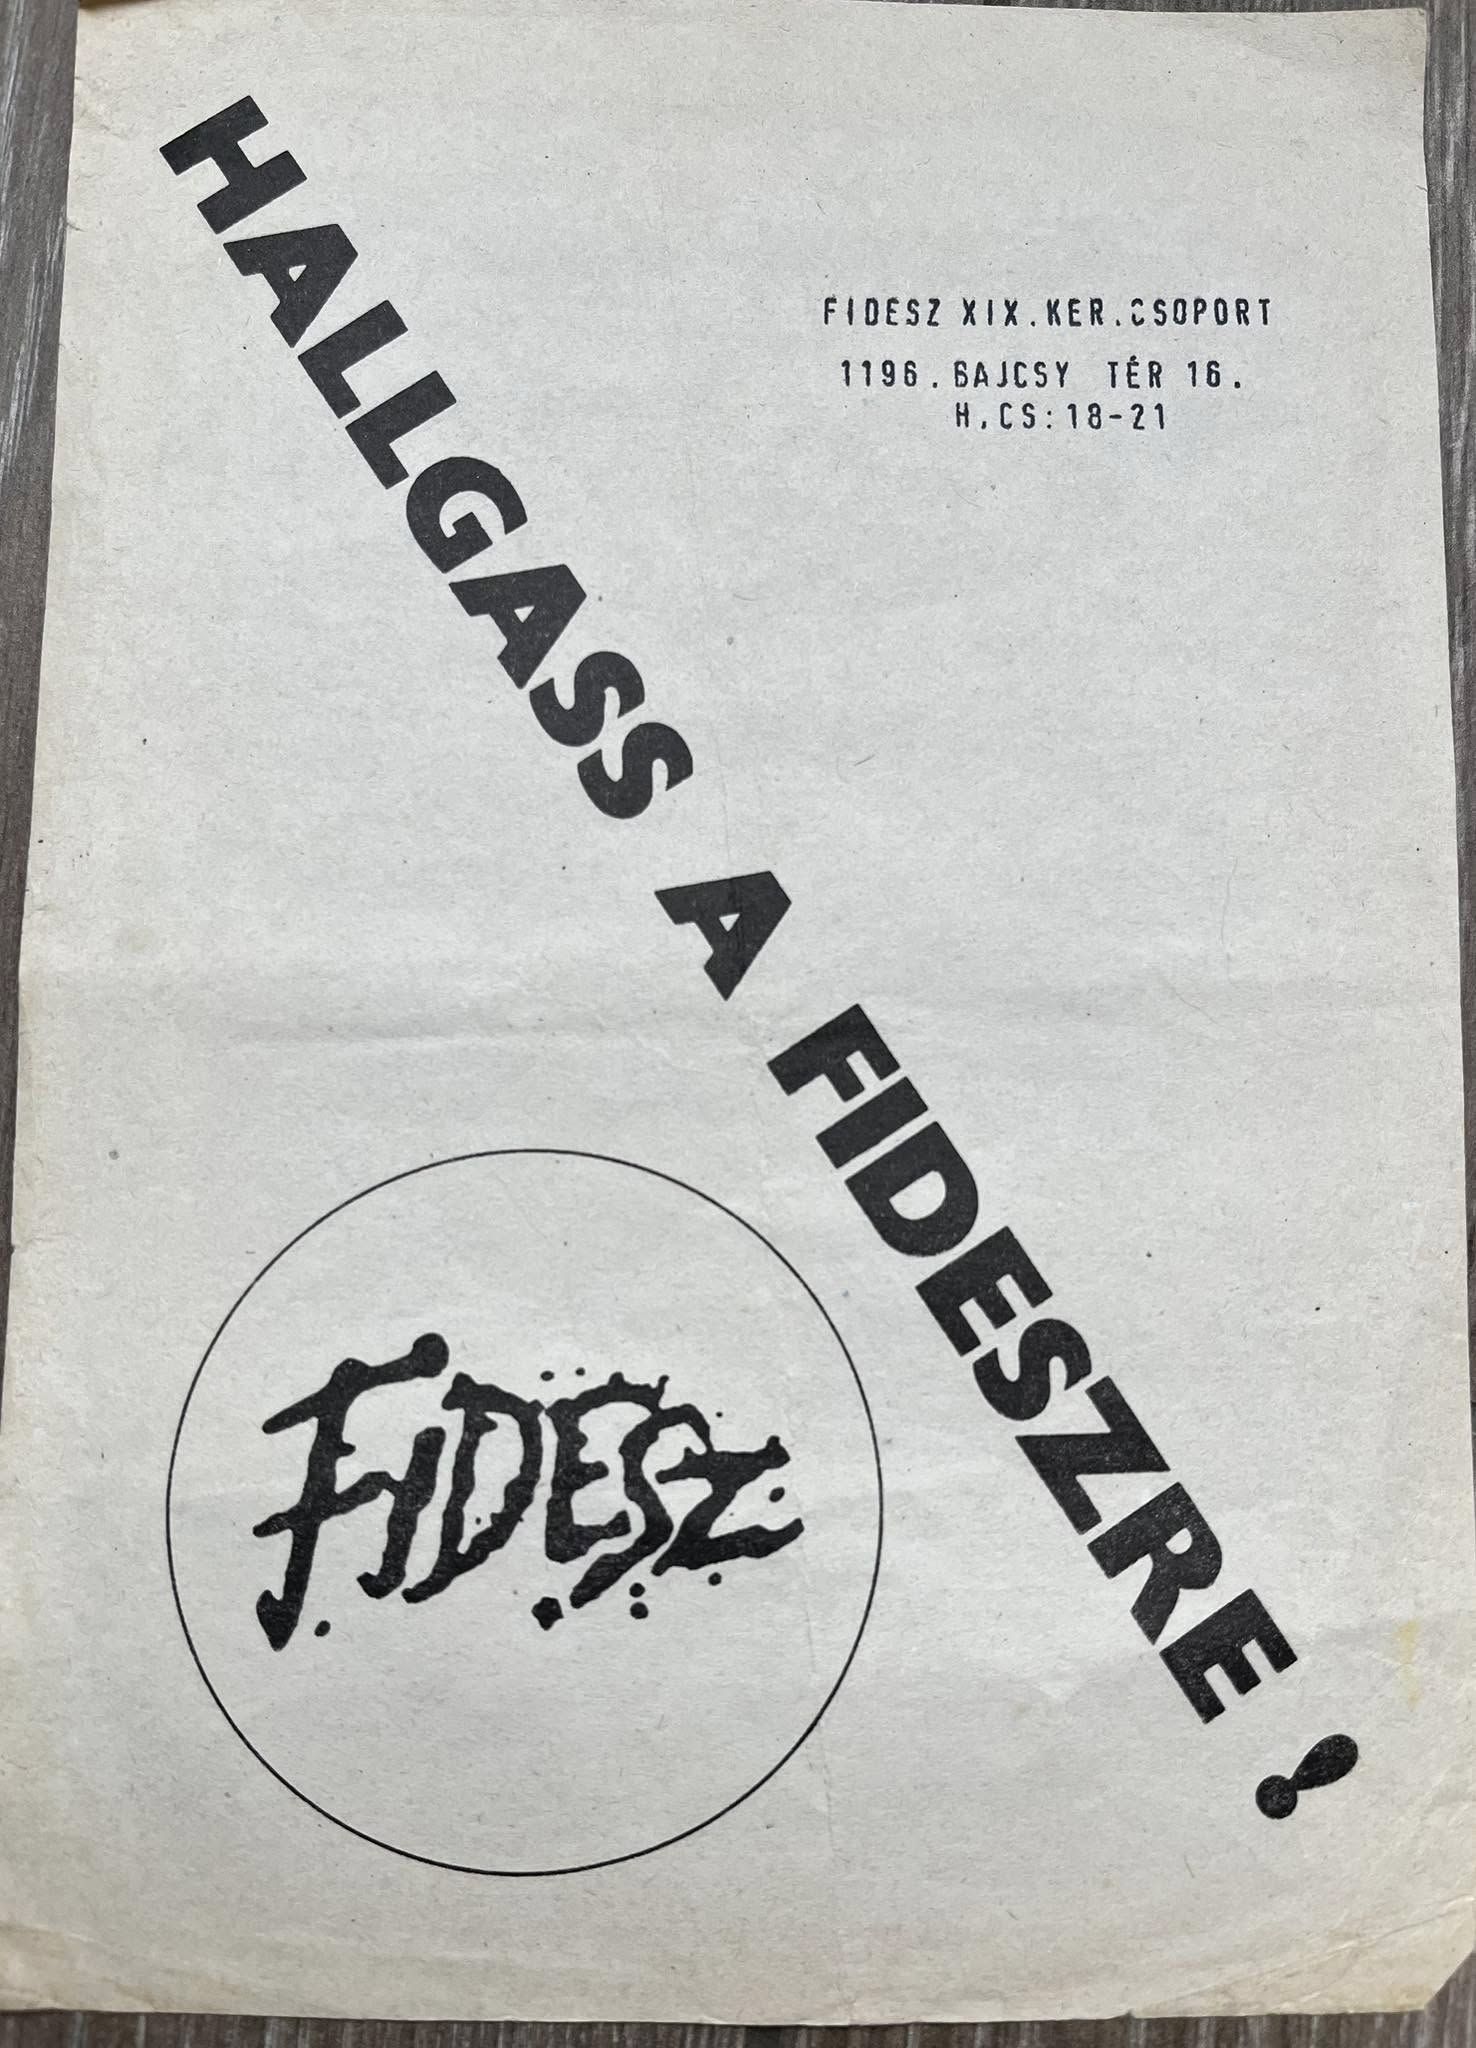 HALLGASS A FIDESZRE!
FIDESZ XIX.KER.CSOPORT
1196. BAJCSY TÉR 16.
H,CS:18-21
FIDESZ